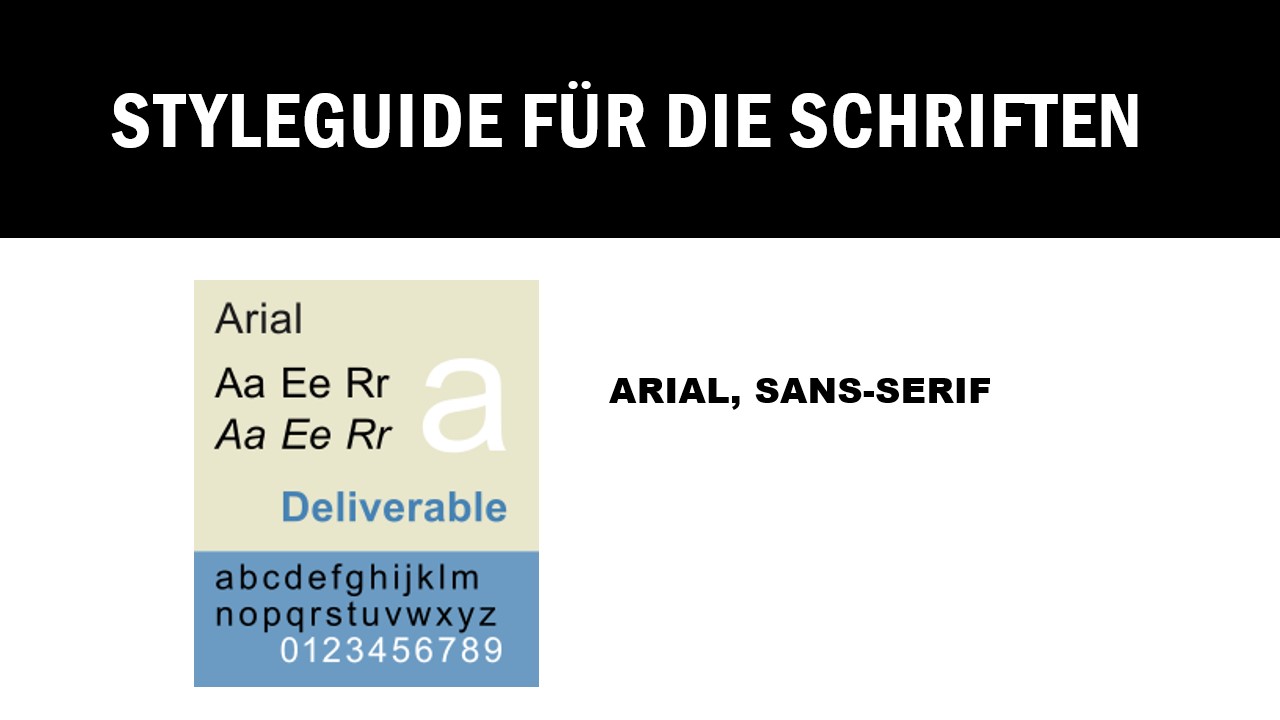 STYLEGUIDE FÜR DIE SCHRIFTEN
Arial
Aa Ee Rr
Aa Ee Rr
a
Deliverable
abcdefghijklm
nopqrstuvwxyz
0123456789
ARIAL, SANS-SERIF